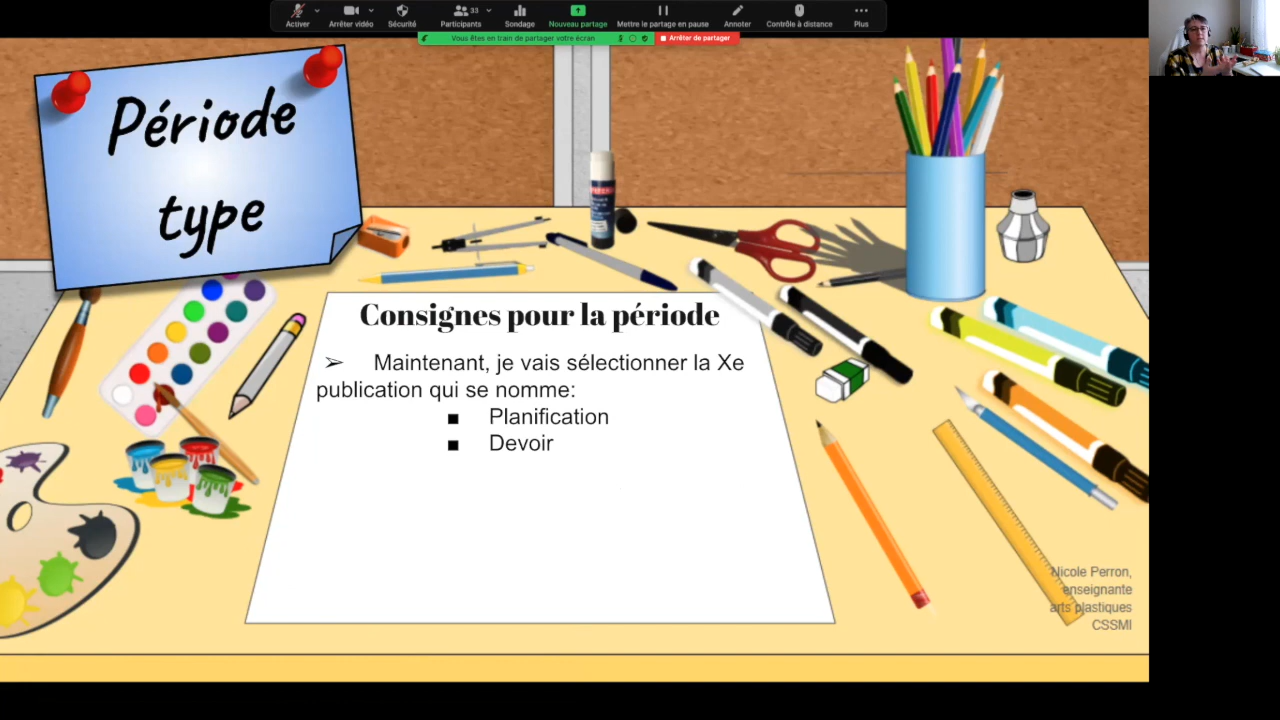 Activer
Arrêter vidéo
Sécurité
Participants
33
Sondage
Nouveau partage
Mettre le partage en pause
Annoter
Contrôle à distance
Plus
Vous êtes en train de partager votre écran
Arrêter de partager
Période
type
Consignes pour la période
➢ Maintenant, je vais sélectionner la Xe
publication qui se nomme:
■ Planification
■ Devoir
Nicole Perron,
enseignante
arts plastiques
CSSMI